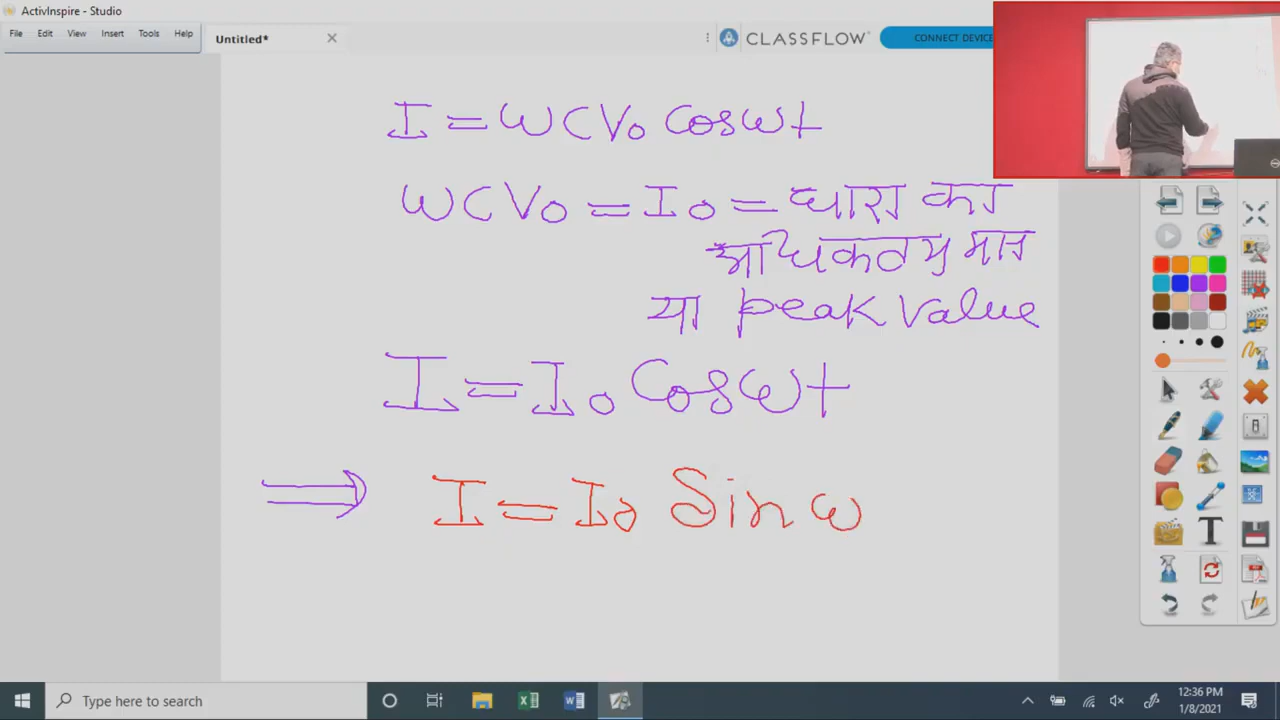 ActivInspire - Studio
File Edit View Insert Tools Help
Untitled*
CLASSFLOW
CONNECT DEVICE
I = ωCV₀ Cosωt
ωCV₀ = I₀ = धारा का
अधिकतम मान
या peak value
I = I₀ Cosωt
⇒ I = I₀ Sin ω
T
Type here to search
12:36 PM
1/8/2021